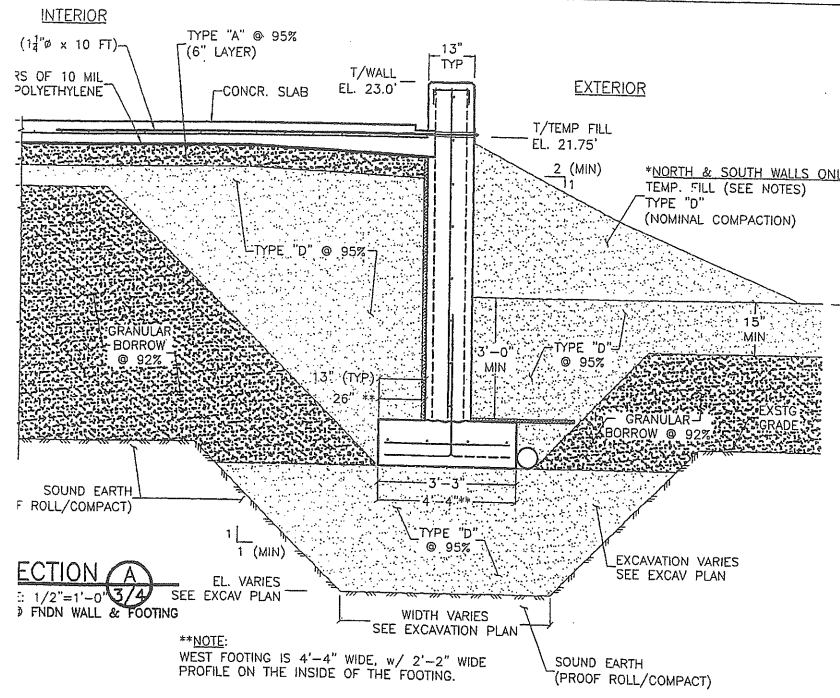 INTERIOR
(1¼"ø x 10 FT)
TYPE "A" @ 95%
(6" LAYER)
RS OF 10 MIL
POLYETHYLENE
CONCR. SLAB
T/WALL
EL. 23.0'
13"
TYP
EXTERIOR
T/TEMP FILL
EL. 21.75'
2 (MIN)
1
*NORTH & SOUTH WALLS ONL
TEMP. FILL (SEE NOTES)
TYPE "D"
(NOMINAL COMPACTION)
TYPE "D" @ 95%
GRANULAR
BORROW
@ 92%
13" (TYP)
26" **
3'-0"
MIN
TYPE "D"
@ 95%
15"
MIN
GRANULAR
BORROW @ 92%
EXSTG
GRADE
3'-3"
4'-4"**
SOUND EARTH
F ROLL/COMPACT)
TYPE "D"
@ 95%
1
1 (MIN)
EXCAVATION VARIES
SEE EXCAV PLAN
ECTION A
3/4
E: 1/2"=1'-0"
FNDN WALL & FOOTING
EL. VARIES
SEE EXCAV PLAN
WIDTH VARIES
SEE EXCAVATION PLAN
**NOTE:
WEST FOOTING IS 4'-4" WIDE, w/ 2'-2" WIDE
PROFILE ON THE INSIDE OF THE FOOTING.
SOUND EARTH
(PROOF ROLL/COMPACT)